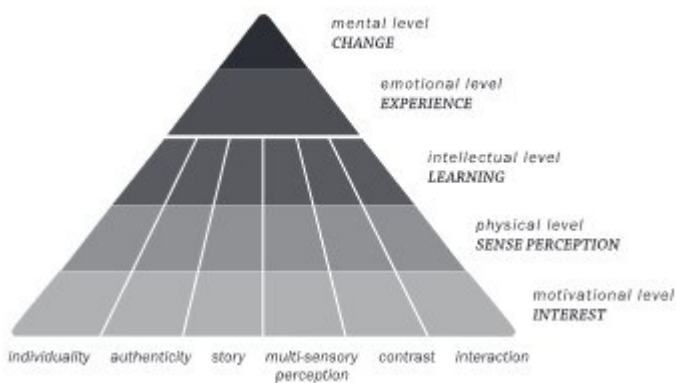 mental level
CHANGE
emotional level
EXPERIENCE
intellectual level
LEARNING
physical level
SENSE PERCEPTION
motivational level
INTEREST
individuality authenticity story multi-sensory contrast interaction
perception